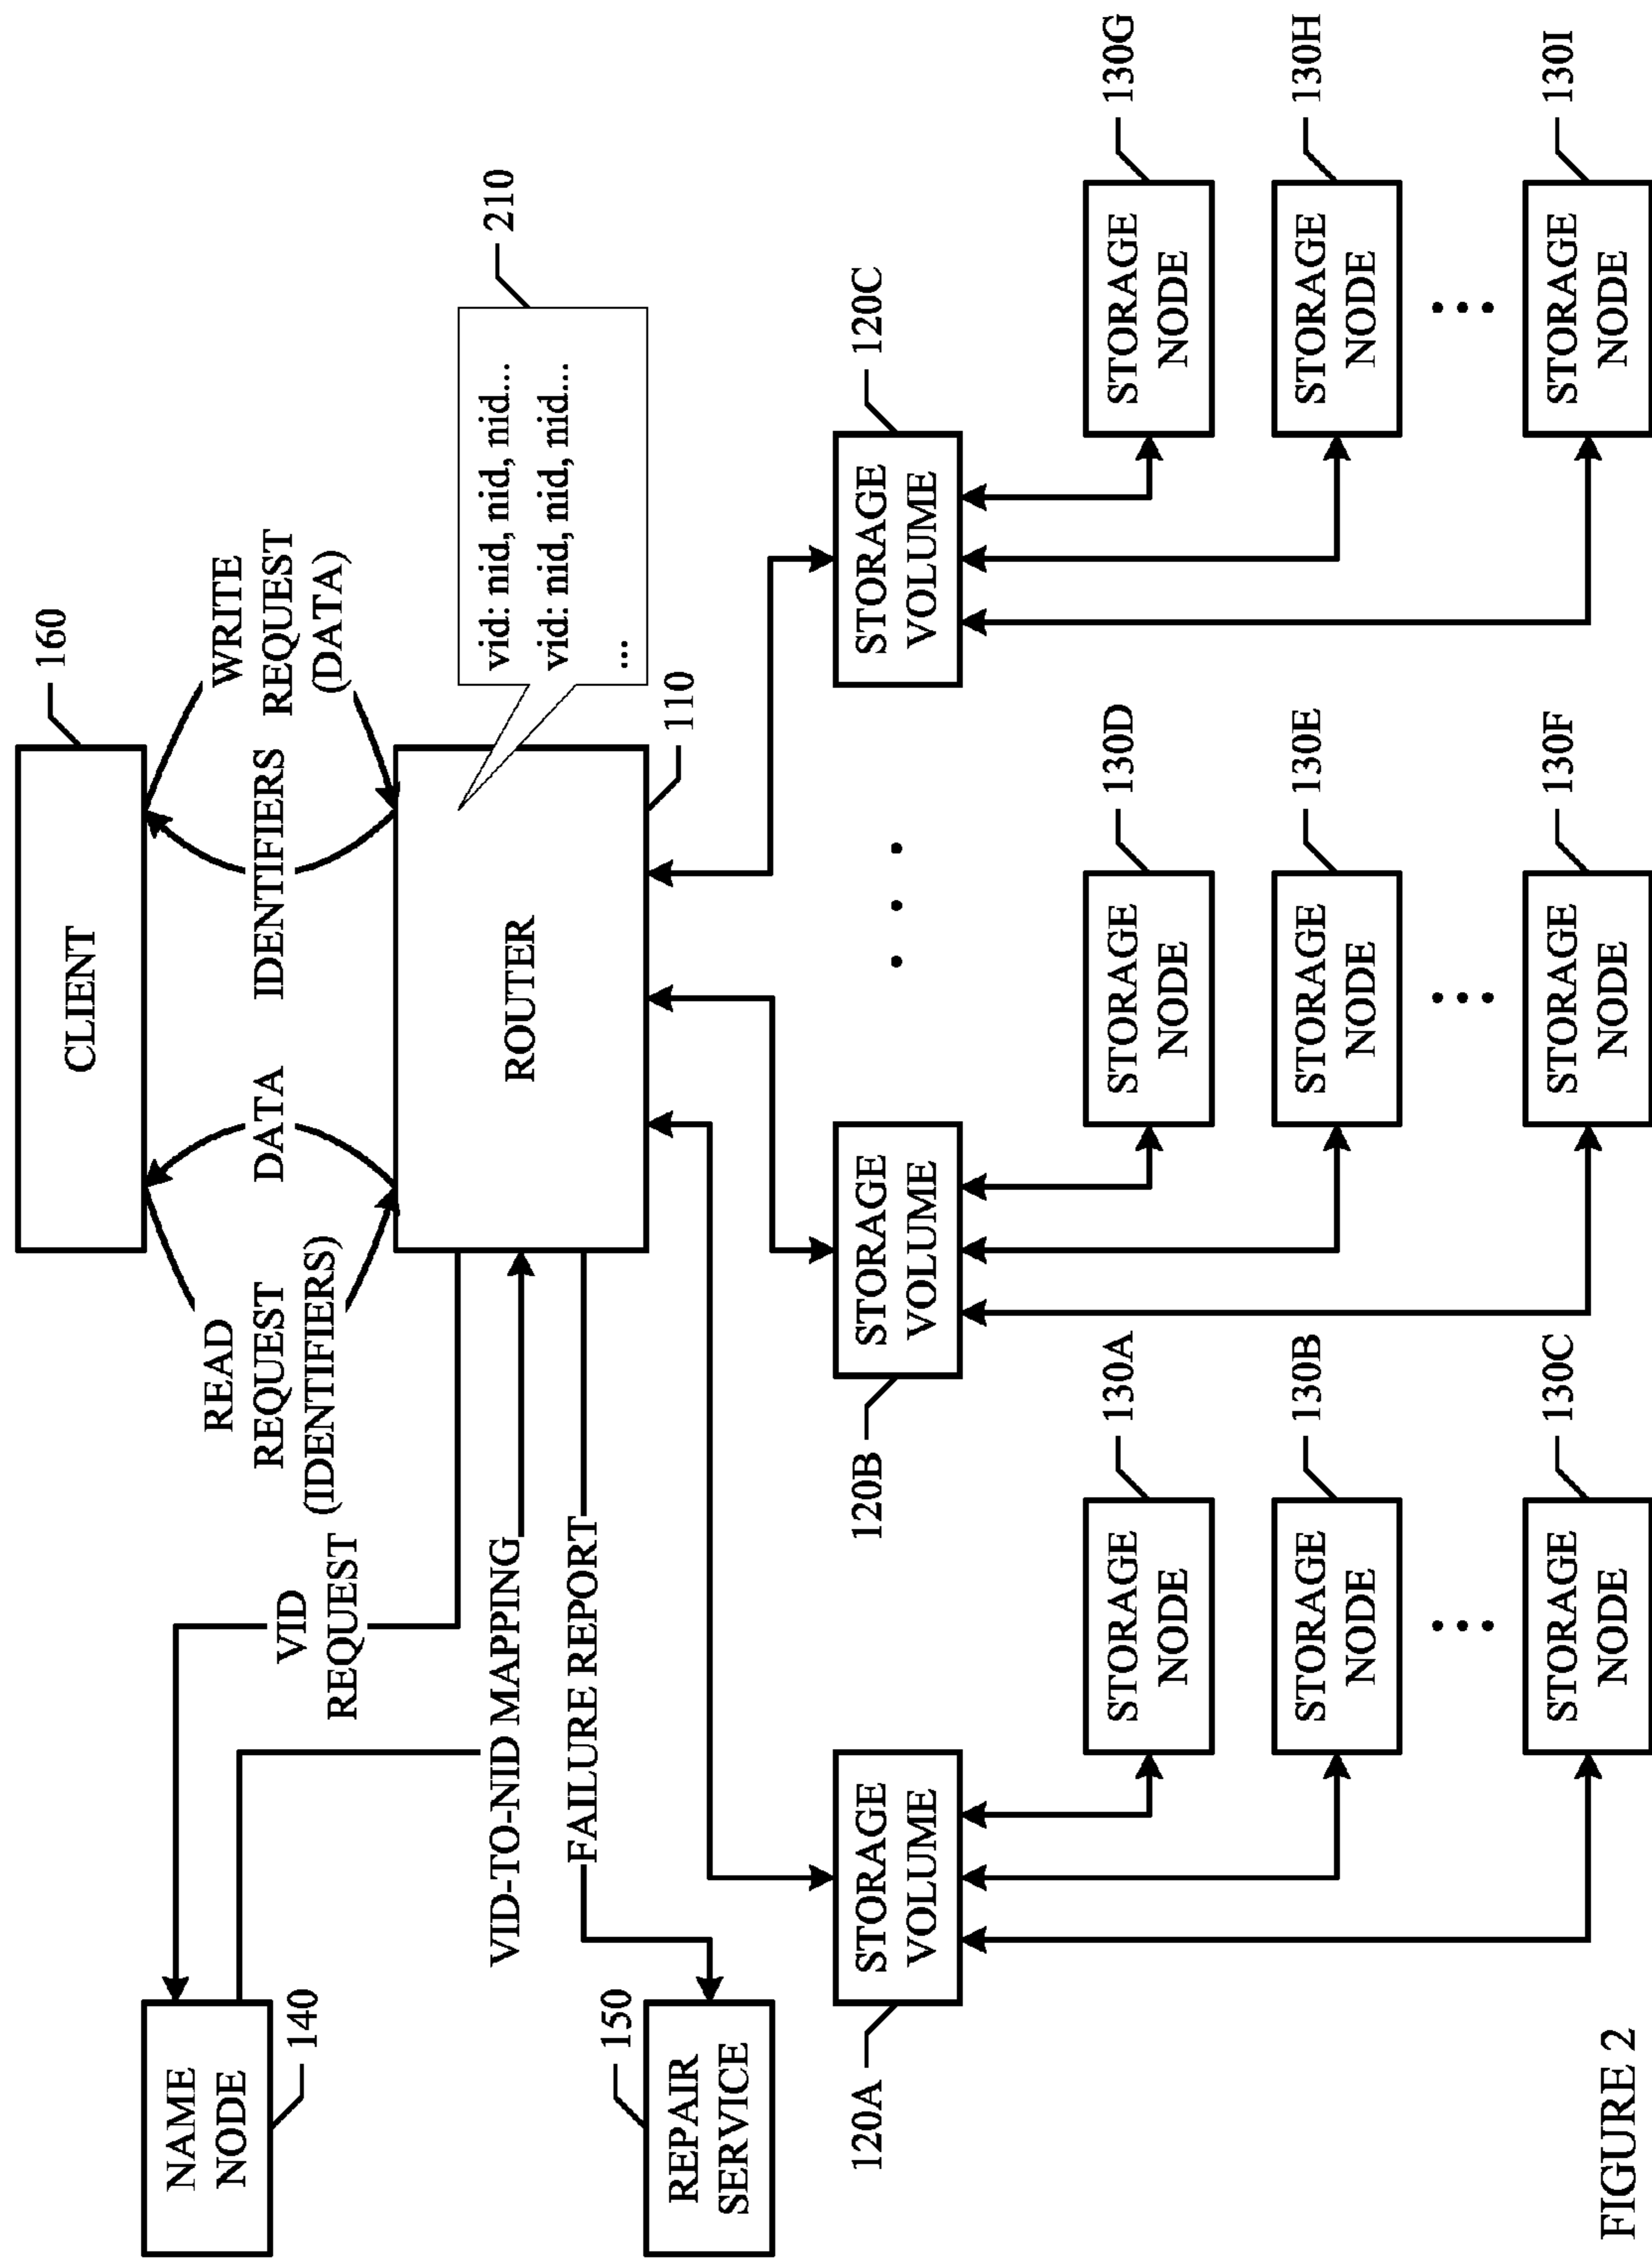 160
CLIENT
READ
REQUEST
(IDENTIFIERS)
DATA
IDENTIFIERS
WRITE
REQUEST
(DATA)
NAME
NODE
140
VID
REQUEST
VID-TO-NID MAPPING
FAILURE REPORT
REPAIR
SERVICE
150
ROUTER
110
210
vid: nid, nid, nid...
vid: nid, nid, nid...
...
STORAGE
VOLUME
120A
STORAGE
VOLUME
120B
STORAGE
VOLUME
120C
STORAGE
NODE
130A
STORAGE
NODE
130B
STORAGE
NODE
130C
STORAGE
NODE
130D
STORAGE
NODE
130E
STORAGE
NODE
130F
STORAGE
NODE
130G
STORAGE
NODE
130H
STORAGE
NODE
130I
FIGURE 2